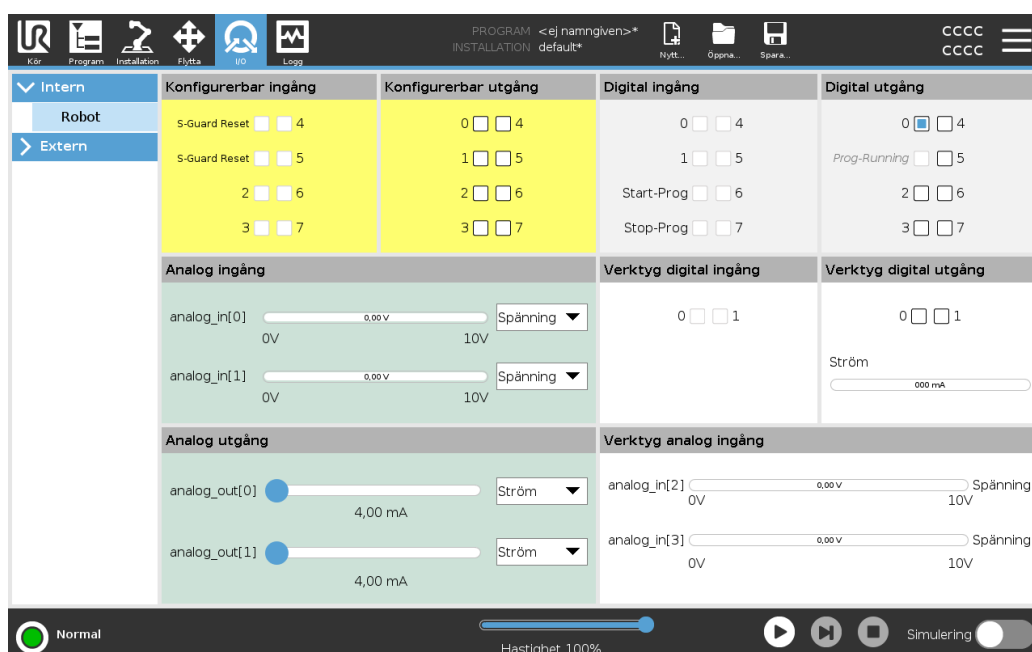 UR
PROGRAM <ej namngiven>*
INSTALLATION default*
CCCC
CCCC
Kör Program Installation Flytta I/O Logg Nytt... Öppna... Spara...
Intern
Robot
Extern
Konfigurerbar ingång
S-Guard Reset 4
S-Guard Reset 5
2 6
3 7
Konfigurerbar utgång
0 4
1 5
2 6
3 7
Digital ingång
0 4
1 5
Start-Prog 6
Stop-Prog 7
Digital utgång
0 4
Prog-Running 5
2 6
3 7
Analog ingång
analog_in[0] 0,00 V Spänning
0V 10V
analog_in[1] 0,00 V Spänning
0V 10V
Verktyg digital ingång
0 1
Verktyg digital utgång
0 1
Ström
000 mA
Analog utgång
analog_out[0] Ström
4,00 mA
analog_out[1] Ström
4,00 mA
Verktyg analog ingång
analog_in[2] 0,00 V Spänning
0V 10V
analog_in[3] 0,00 V Spänning
0V 10V
Normal
Hastighet 100%
Simulering